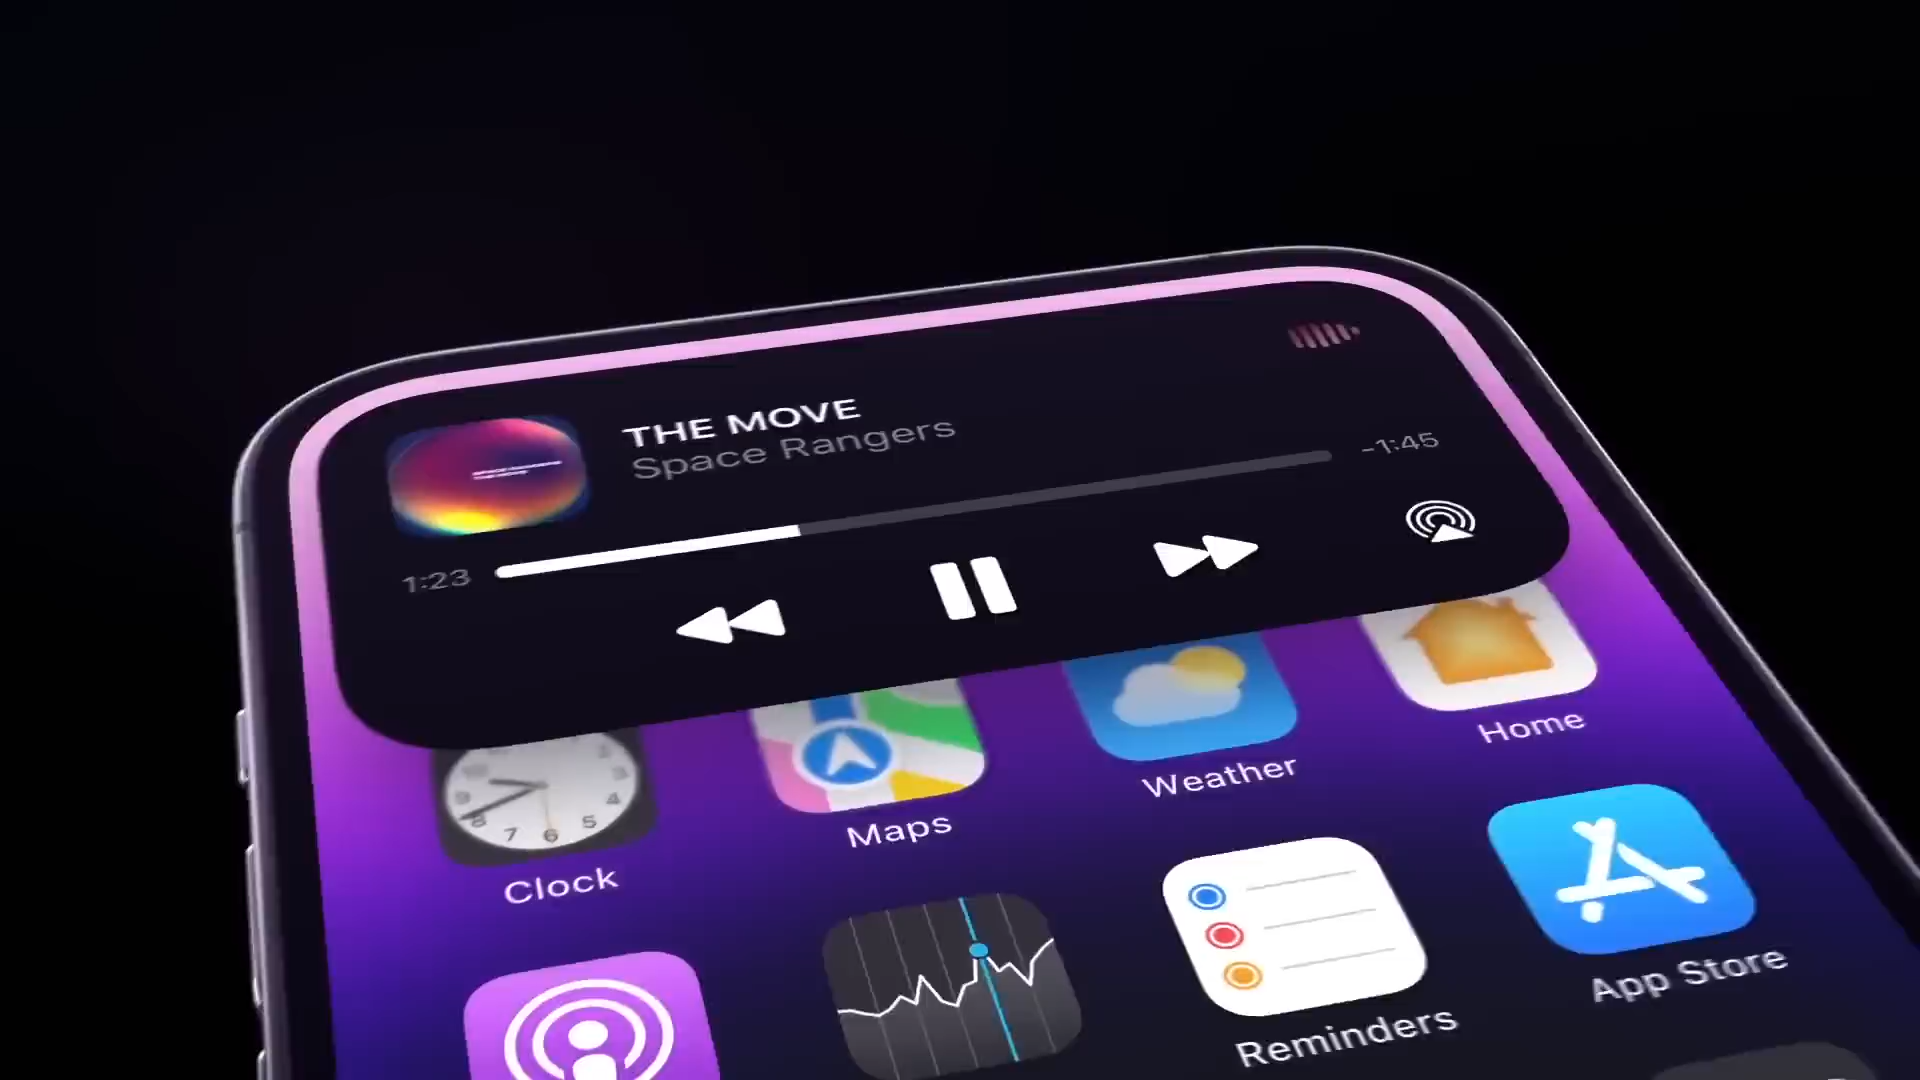 THE MOVE
Space Rangers
1:23
-1:45
Clock
Maps
Weather
Home
Reminders
App Store